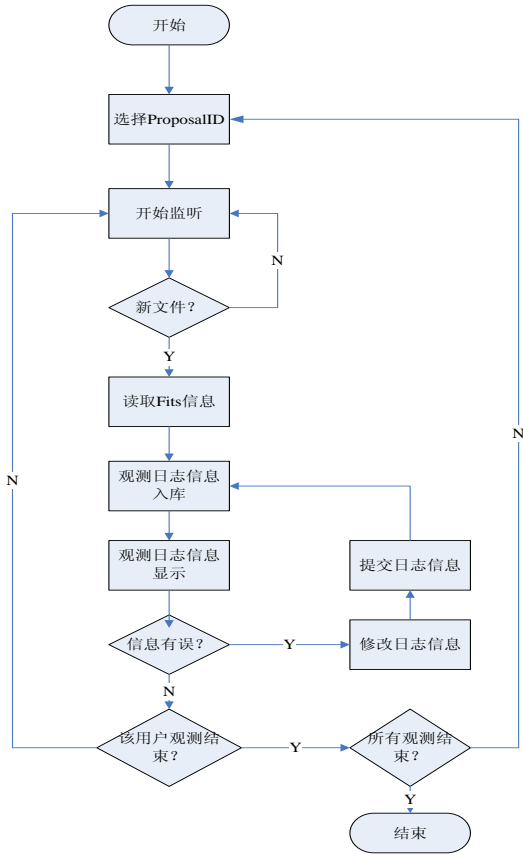 开始
选择ProposalID
开始监听
N
新文件？
Y
读取Fits信息
N
N
观测日志信息
入库
观测日志信息
显示
提交日志信息
信息有误？
Y
修改日志信息
N
该用户观测结
束？
Y
所有观测结
束？
Y
结束